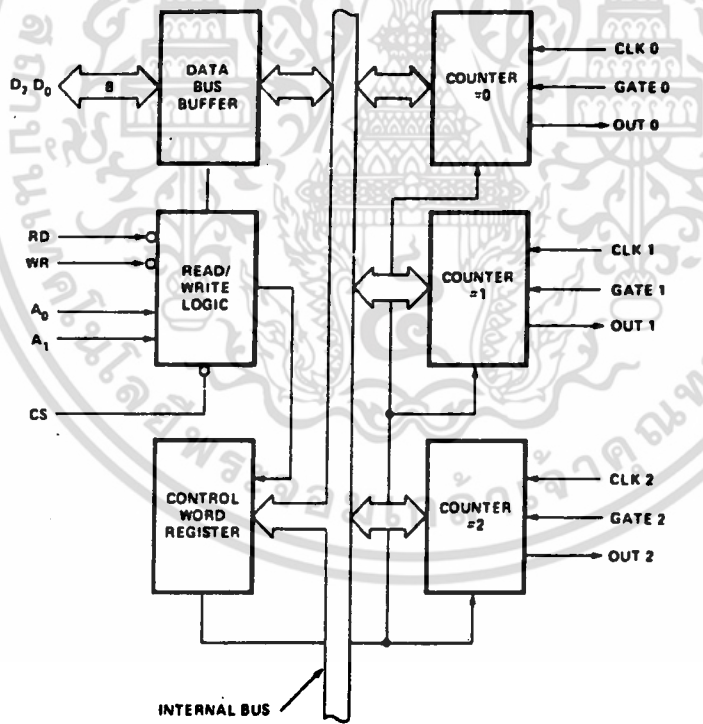 D7 D0
8
DATA
BUS
BUFFER
COUNTER
=0
CLK 0
GATE 0
OUT 0
RD
WR
A0
A1
CS
READ/
WRITE
LOGIC
COUNTER
=1
CLK 1
GATE 1
OUT 1
CONTROL
WORD
REGISTER
COUNTER
=2
CLK 2
GATE 2
OUT 2
INTERNAL BUS